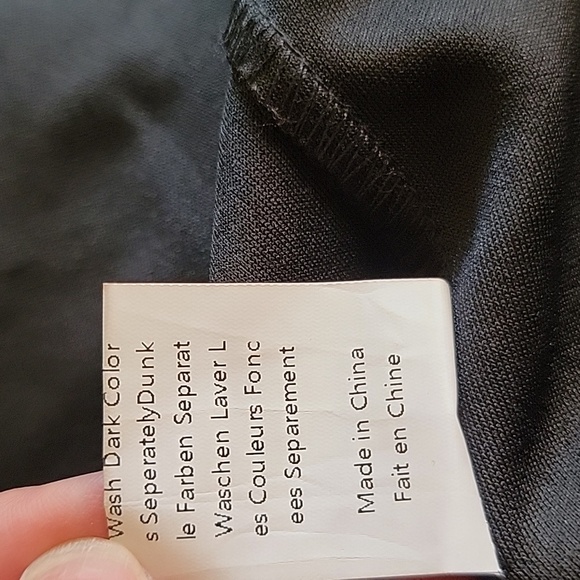 Wash Dark Color
s SeperatelyDunk
le Farben Separat
Waschen Laver L
es Couleurs Fonc
ees Separement
Made in China
Fait en Chine